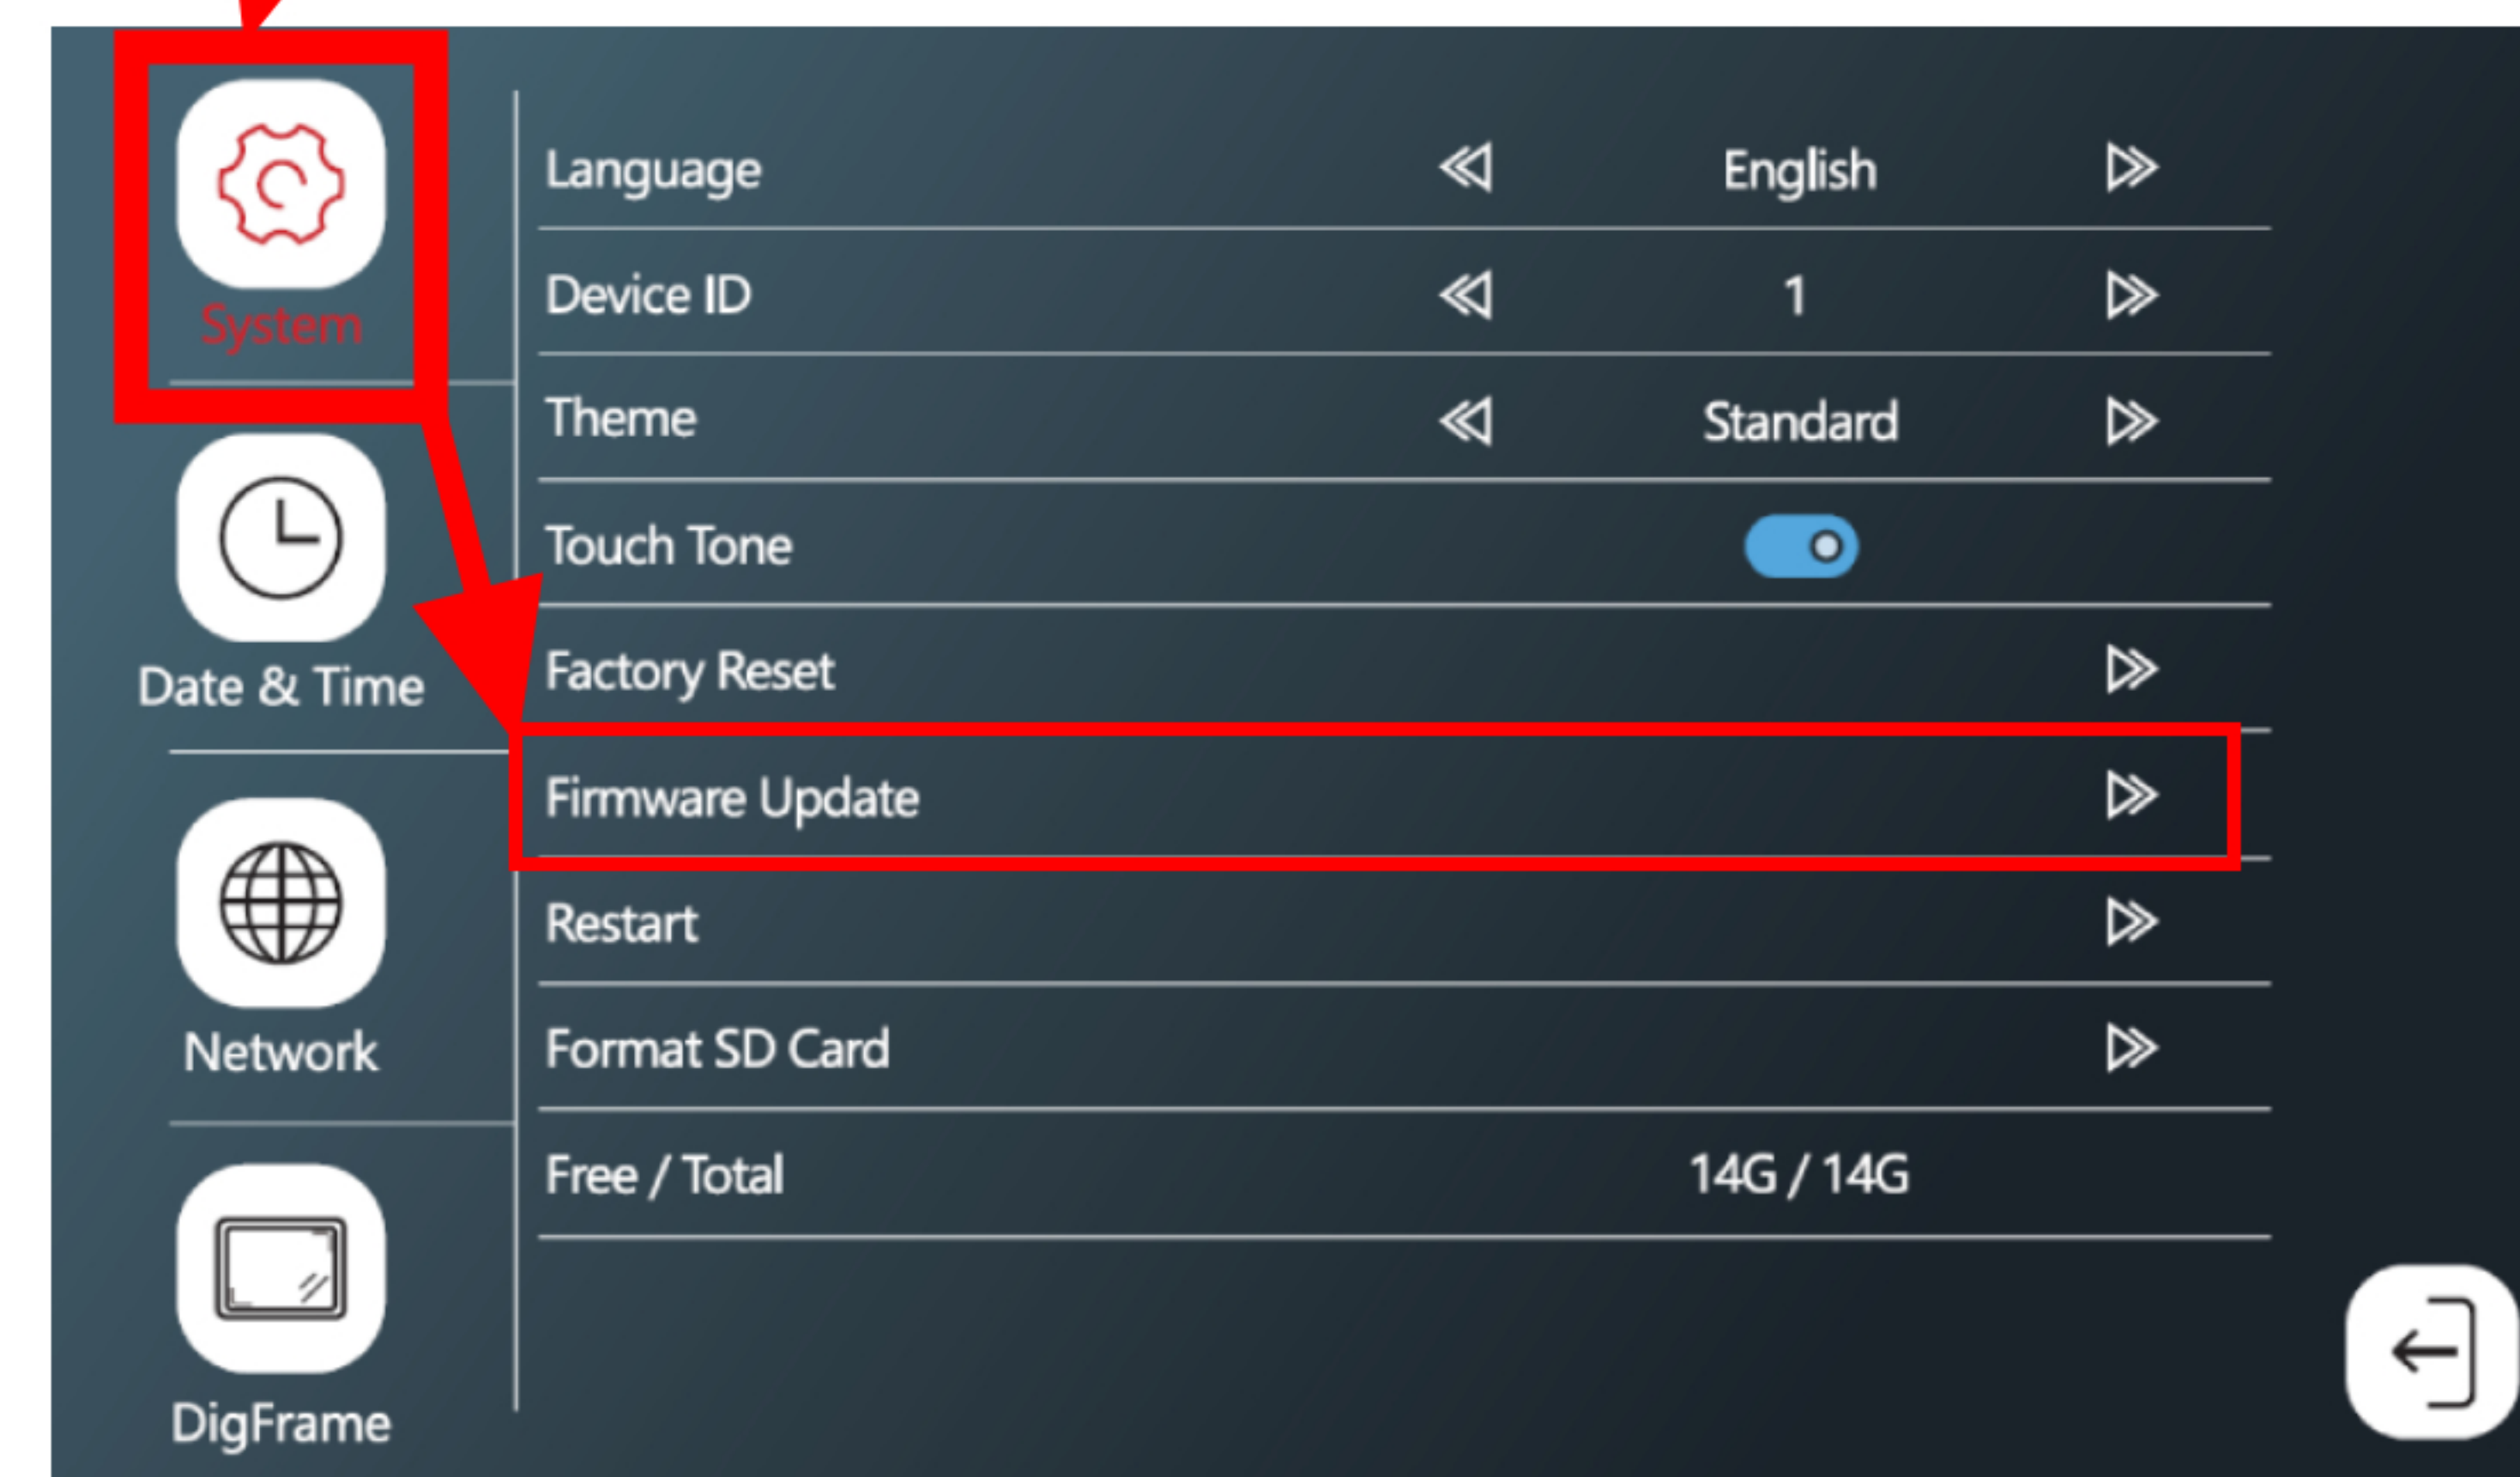 System
Date & Time
Network
DigFrame
Language English
Device ID 1
Theme Standard
Touch Tone
Factory Reset
Firmware Update
Restart
Format SD Card
Free / Total 14G / 14G